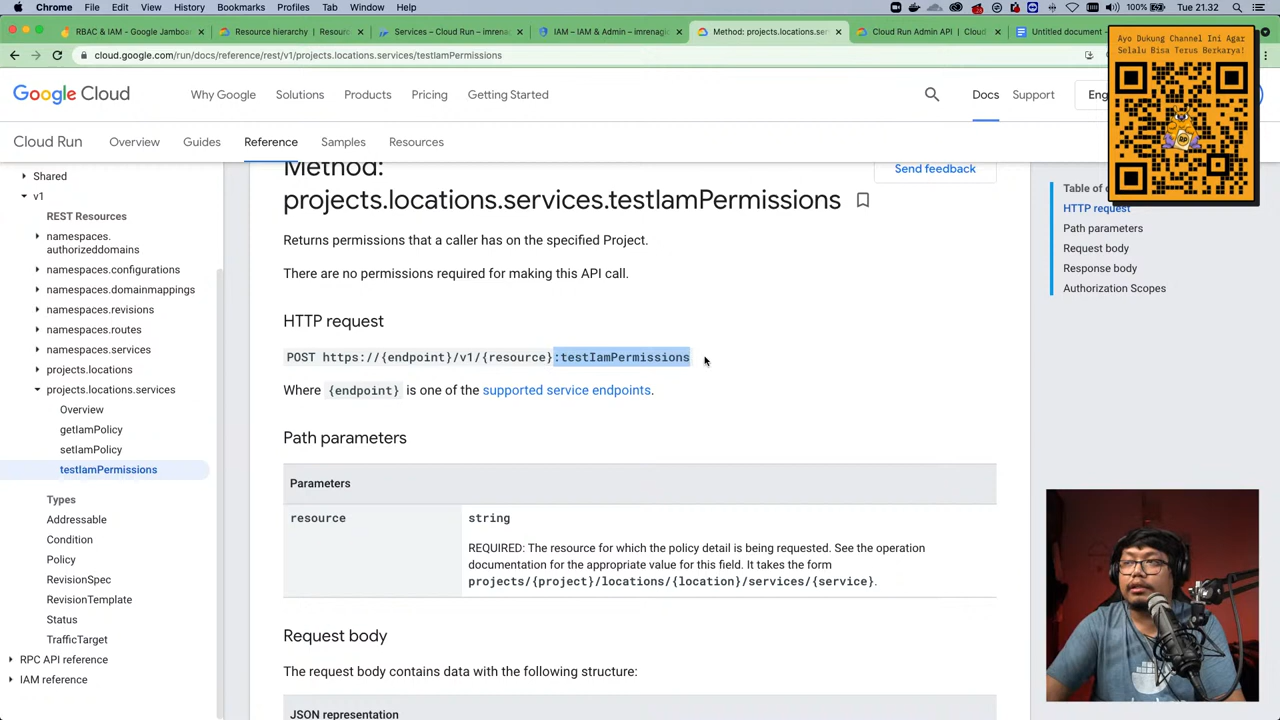 Chrome File Edit View History Bookmarks Profiles Tab Window Help
100% Tue 21.32
RBAC & IAM - Google Jamboar
Resource hierarchy | Resourc
Services – Cloud Run – imrena
IAM – IAM & Admin – imrenagi
Method: projects.locations.se
Cloud Run Admin API | Cloud
Untitled document
cloud.google.com/run/docs/reference/rest/v1/projects.locations.services/testIamPermissions
Ayo Dukung Channel Ini Agar
Selalu Bisa Terus Berkarya!
Google Cloud
Why Google
Solutions
Products
Pricing
Getting Started
Docs
Support
Eng
Cloud Run
Overview
Guides
Reference
Samples
Resources
Shared
v1
REST Resources
namespaces.
authorizeddomains
namespaces.configurations
namespaces.domainmappings
namespaces.revisions
namespaces.routes
namespaces.services
projects.locations
projects.locations.services
Overview
getIamPolicy
setIamPolicy
testIamPermissions
Types
Addressable
Condition
Policy
RevisionSpec
RevisionTemplate
Status
TrafficTarget
RPC API reference
IAM reference
Method:
projects.locations.services.testIamPermissions
Send feedback
Returns permissions that a caller has on the specified Project.
There are no permissions required for making this API call.
HTTP request
POST https://{endpoint}/v1/{resource}:testIamPermissions
Where {endpoint} is one of the supported service endpoints.
Path parameters
Parameters
resource
string
REQUIRED: The resource for which the policy detail is being requested. See the operation
documentation for the appropriate value for this field. It takes the form
projects/{project}/locations/{location}/services/{service}.
Request body
The request body contains data with the following structure:
JSON representation
Table of
HTTP request
Path parameters
Request body
Response body
Authorization Scopes